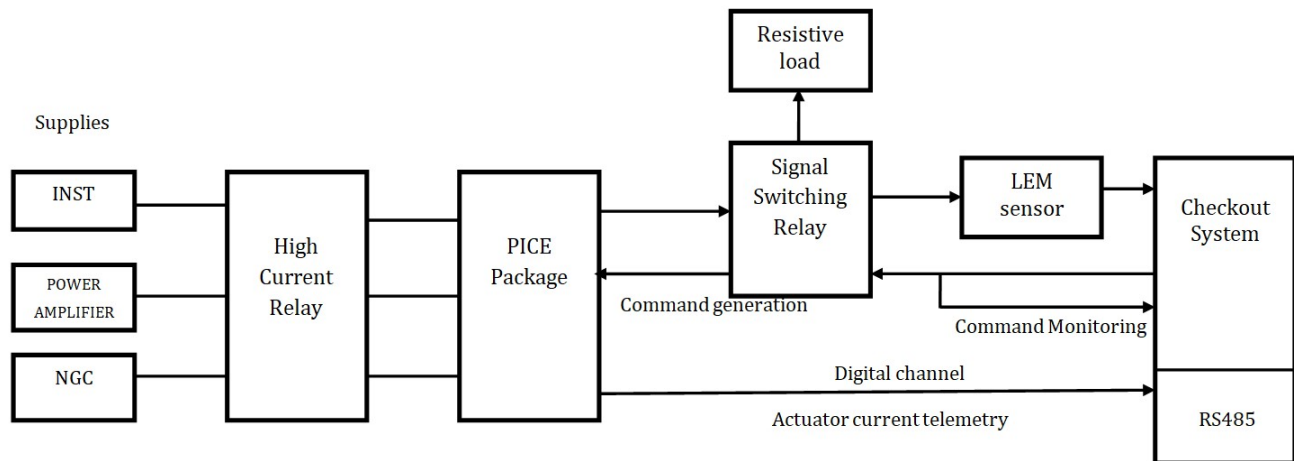 Resistive
load
Supplies
INST
POWER
AMPLIFIER
NGC
High
Current
Relay
PICE
Package
Signal
Switching
Relay
LEM
sensor
Checkout
System
Command generation
Command Monitoring
Digital channel
Actuator current telemetry
RS485